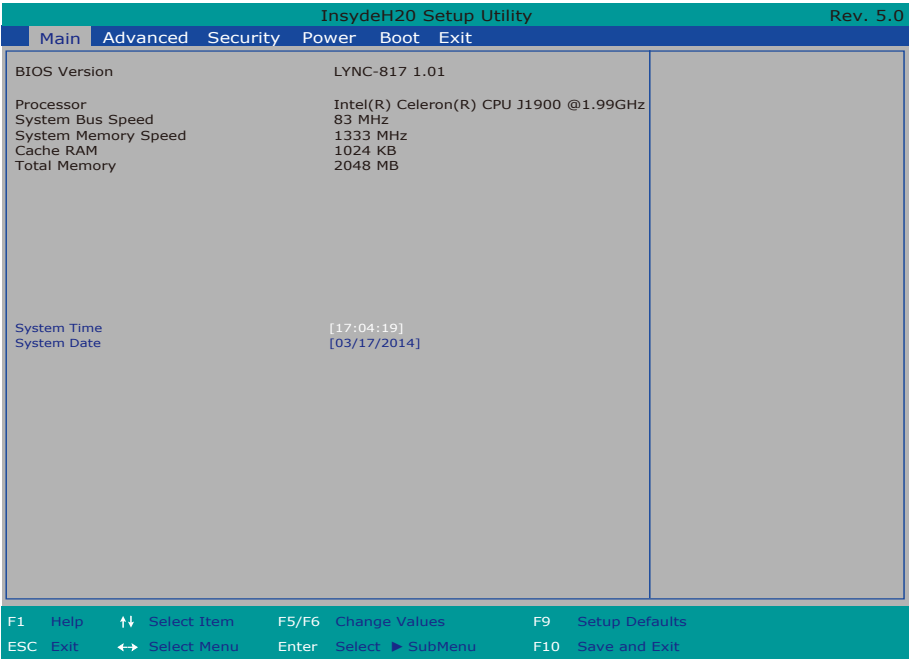 InsydeH20 Setup Utility Rev. 5.0
Main Advanced Security Power Boot Exit
BIOS Version LYNC-817 1.01
Processor Intel(R) Celeron(R) CPU J1900 @1.99GHz
System Bus Speed 83 MHz
System Memory Speed 1333 MHz
Cache RAM 1024 KB
Total Memory 2048 MB
System Time [17:04:19]
System Date [03/17/2014]
F1 Help ↑↓ Select Item F5/F6 Change Values F9 Setup Defaults
ESC Exit ↔ Select Menu Enter Select ► SubMenu F10 Save and Exit